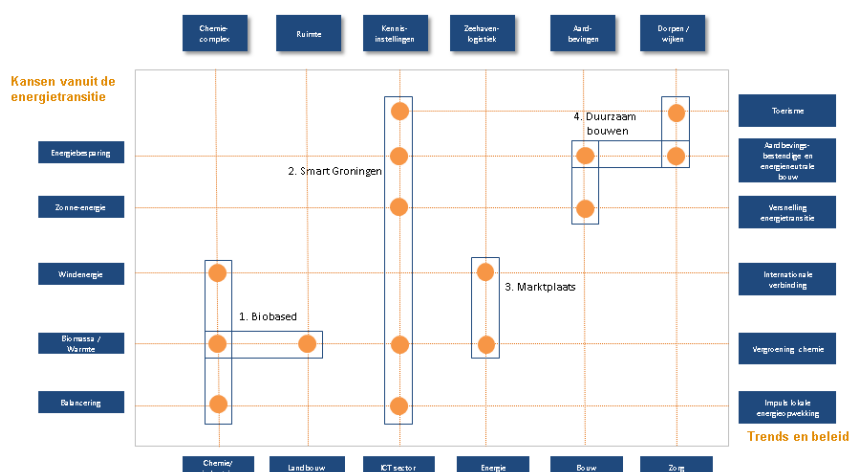 Chemie-
complex
Ruimte
Kennis-
instellingen
Zeehaven-
logistiek
Aard-
bevingen
Dorpen /
wijken
Kansen vanuit de
energietransitie
Toerisme
4. Duurzaam
bouwen
Energiebesparing
Aardbevings-
bestendige en
energieneutrale
bouw
2. Smart Groningen
Zonne-energie
Versnelling
energietransitie
Windenergie
Internationale
verbinding
3. Marktplaats
1. Biobased
Biomassa /
Warmte
Vergroening chemie
Balancering
Impuls lokale
energieopwekking
Trends en beleid
Chemie/
Landbouw
ICT sector
Energie
Bouw
Zorg